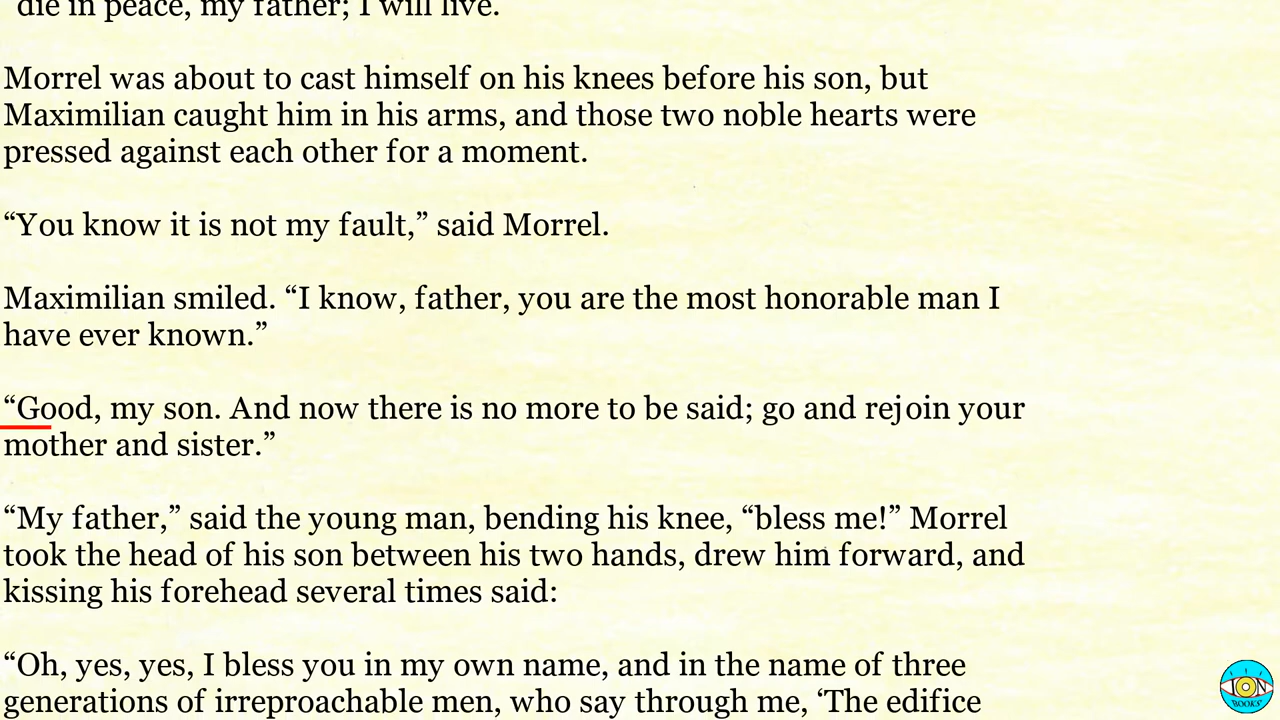 die in peace, my father; I will live.
Morrel was about to cast himself on his knees before his son, but
Maximilian caught him in his arms, and those two noble hearts were
pressed against each other for a moment.
“You know it is not my fault,” said Morrel.
Maximilian smiled. “I know, father, you are the most honorable man I
have ever known.”
“Good, my son. And now there is no more to be said; go and rejoin your
mother and sister.”
“My father,” said the young man, bending his knee, “bless me!” Morrel
took the head of his son between his two hands, drew him forward, and
kissing his forehead several times said:
“Oh, yes, yes, I bless you in my own name, and in the name of three
generations of irreproachable men, who say through me, ‘The edifice
ION
BOOKS